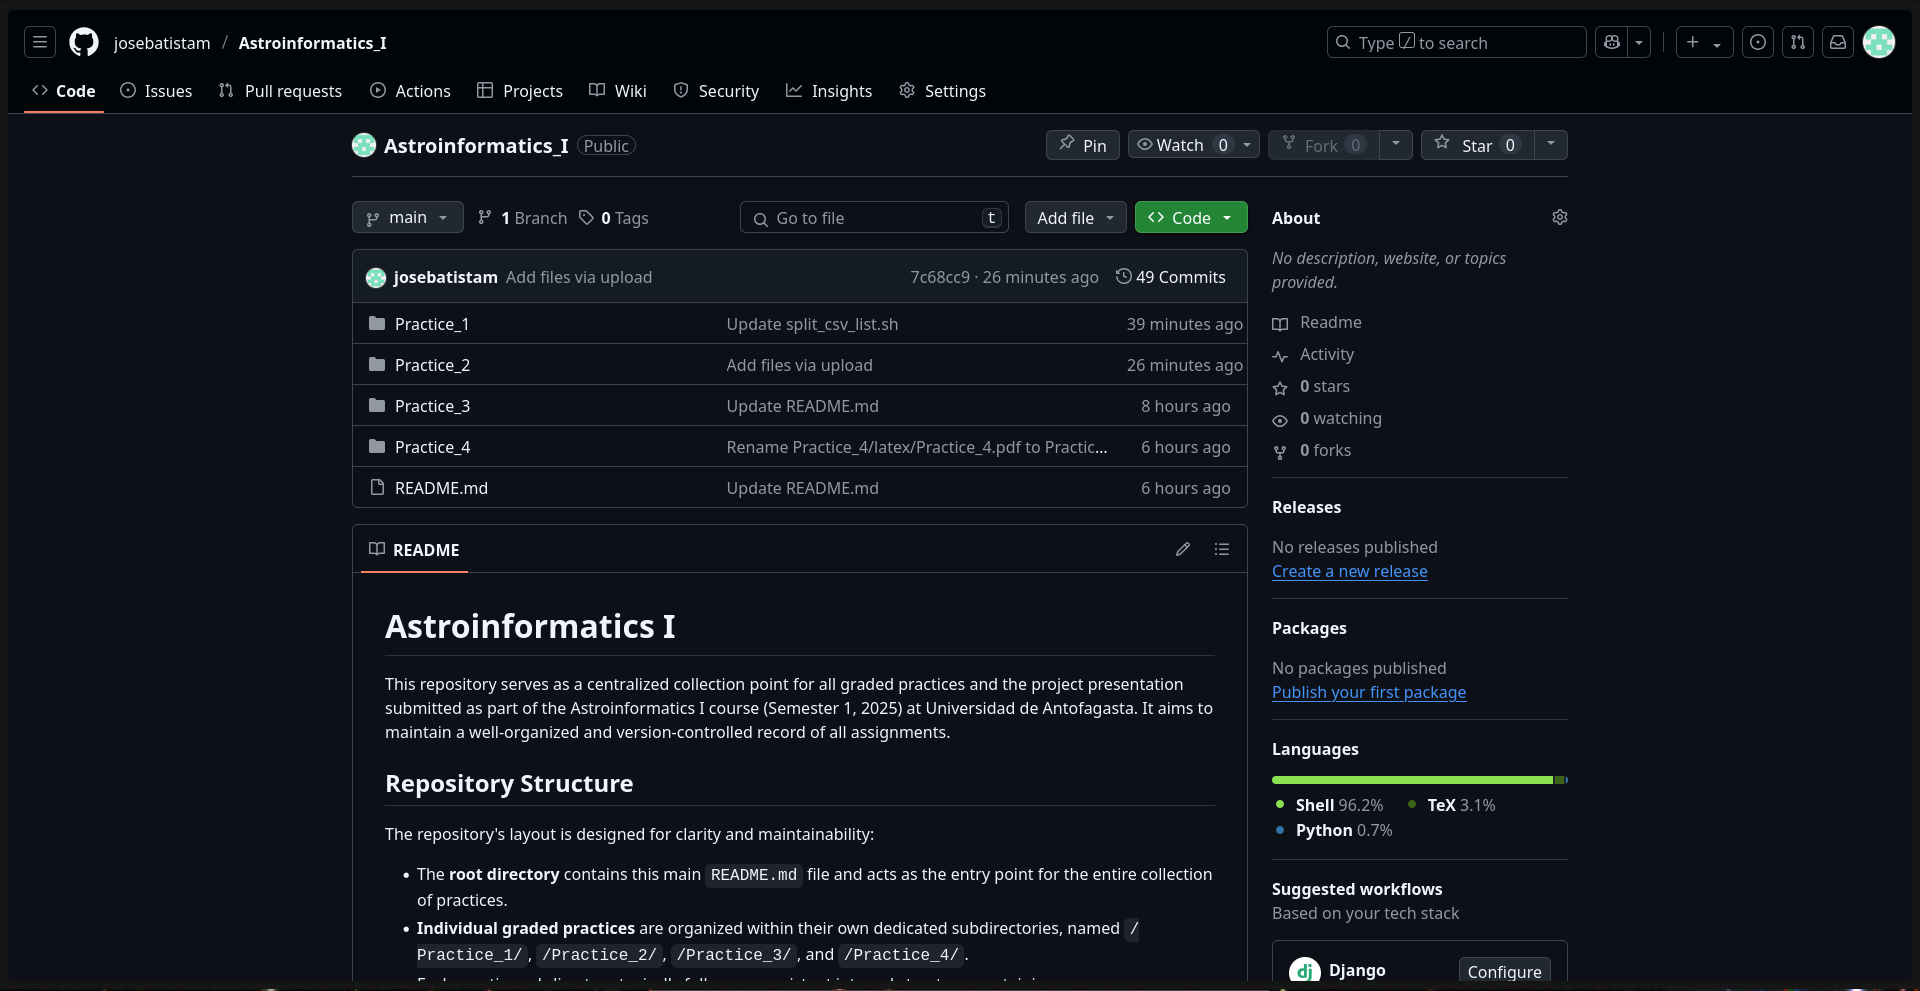 josebatistam / Astroinformatics_I
Type / to search
Code Issues Pull requests Actions Projects Wiki Security Insights Settings
Astroinformatics_I Public
Pin Watch 0 Fork 0 Star 0
main 1 Branch 0 Tags Go to file t Add file Code
josebatistam Add files via upload 7c68cc9 · 26 minutes ago 49 Commits
Practice_1 Update split_csv_list.sh 39 minutes ago
Practice_2 Add files via upload 26 minutes ago
Practice_3 Update README.md 8 hours ago
Practice_4 Rename Practice_4/latex/Practice_4.pdf to Practic... 6 hours ago
README.md Update README.md 6 hours ago
README
Astroinformatics I
This repository serves as a centralized collection point for all graded practices and the project presentation
submitted as part of the Astroinformatics I course (Semester 1, 2025) at Universidad de Antofagasta. It aims to
maintain a well-organized and version-controlled record of all assignments.
Repository Structure
The repository's layout is designed for clarity and maintainability:
• The root directory contains this main README.md file and acts as the entry point for the entire collection
of practices.
• Individual graded practices are organized within their own dedicated subdirectories, named /
Practice_1/, /Practice_2/, /Practice_3/, and /Practice_4/.
About
No description, website, or topics
provided.
Readme
Activity
0 stars
0 watching
0 forks
Releases
No releases published
Create a new release
Packages
No packages published
Publish your first package
Languages
Shell 96.2% TeX 3.1%
Python 0.7%
Suggested workflows
Based on your tech stack
dj Django Configure